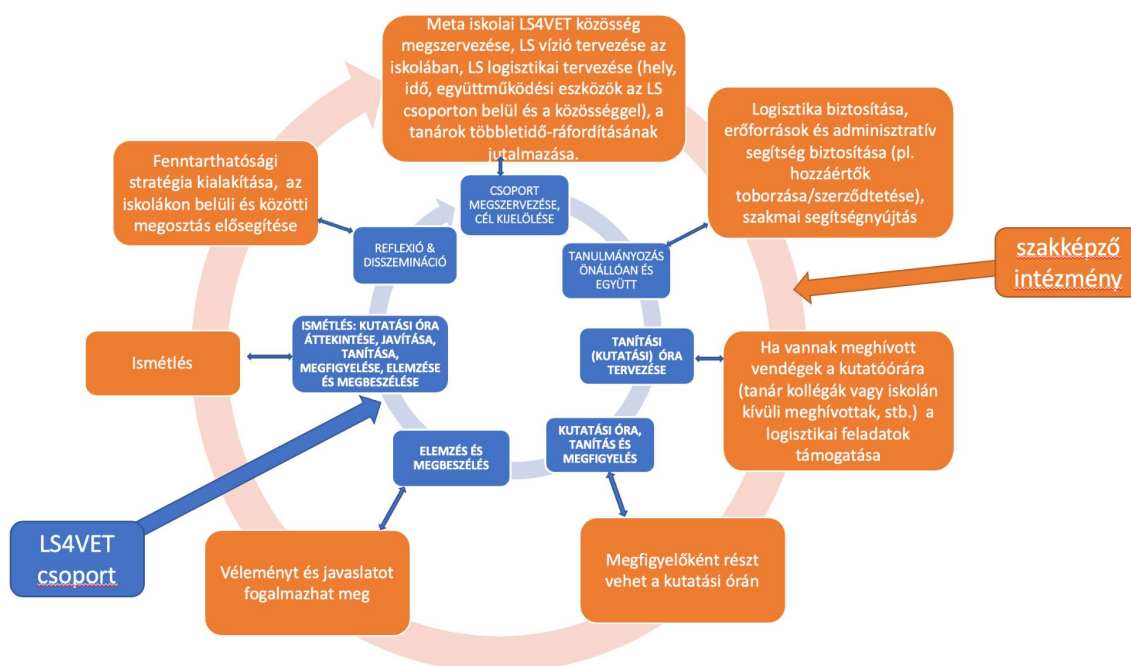 Meta iskolai LS4VET közösség
megszervezése, LS vízió tervezése az
iskolában, LS logisztikai tervezése (hely,
idő, együttműködési eszközök az LS
csoporton belül és a közösséggel), a
tanárok többletidő-ráfordításának
jutalmazása.
Logisztika biztosítása,
erőforrások és adminisztratív
segítség biztosítása (pl.
hozzáértők
toborzása/szerződtetése),
szakmai segítségnyújtás
Fenntarthatósági
stratégia kialakítása, az
iskolákon belüli és közötti
megosztás elősegítése
CSOPORT
MEGSZERVEZÉSE,
CÉL KIJELÖLÉSE
REFLEXIÓ &
DISSZEMINÁCIÓ
TANULMÁNYOZÁS
ÖNÁLLÓAN ÉS
EGYÜTT
szakképző
intézmény
ISMÉTLÉS: KUTATÁSI ÓRA
ÁTTEKINTÉSE, JAVÍTÁSA,
TANÍTÁSA,
MEGFIGYELÉSE, ELEMZÉSE
ÉS MEGBESZÉLÉSE
Ismétlés
TANÍTÁSI
(KUTATÁSI) ÓRA
TERVEZÉSE
Ha vannak meghívott
vendégek a kutatóórára
(tanár kollégák vagy iskolán
kívüli meghívottak, stb.) a
logisztikai feladatok
támogatása
KUTATÁSI ÓRA,
TANÍTÁS ÉS
MEGFIGYELÉS
ELEMZÉS ÉS
MEGBESZÉLÉS
LS4VET
csoport
Véleményt és javaslatot
fogalmazhat meg
Megfigyelőként részt
vehet a kutatási órán